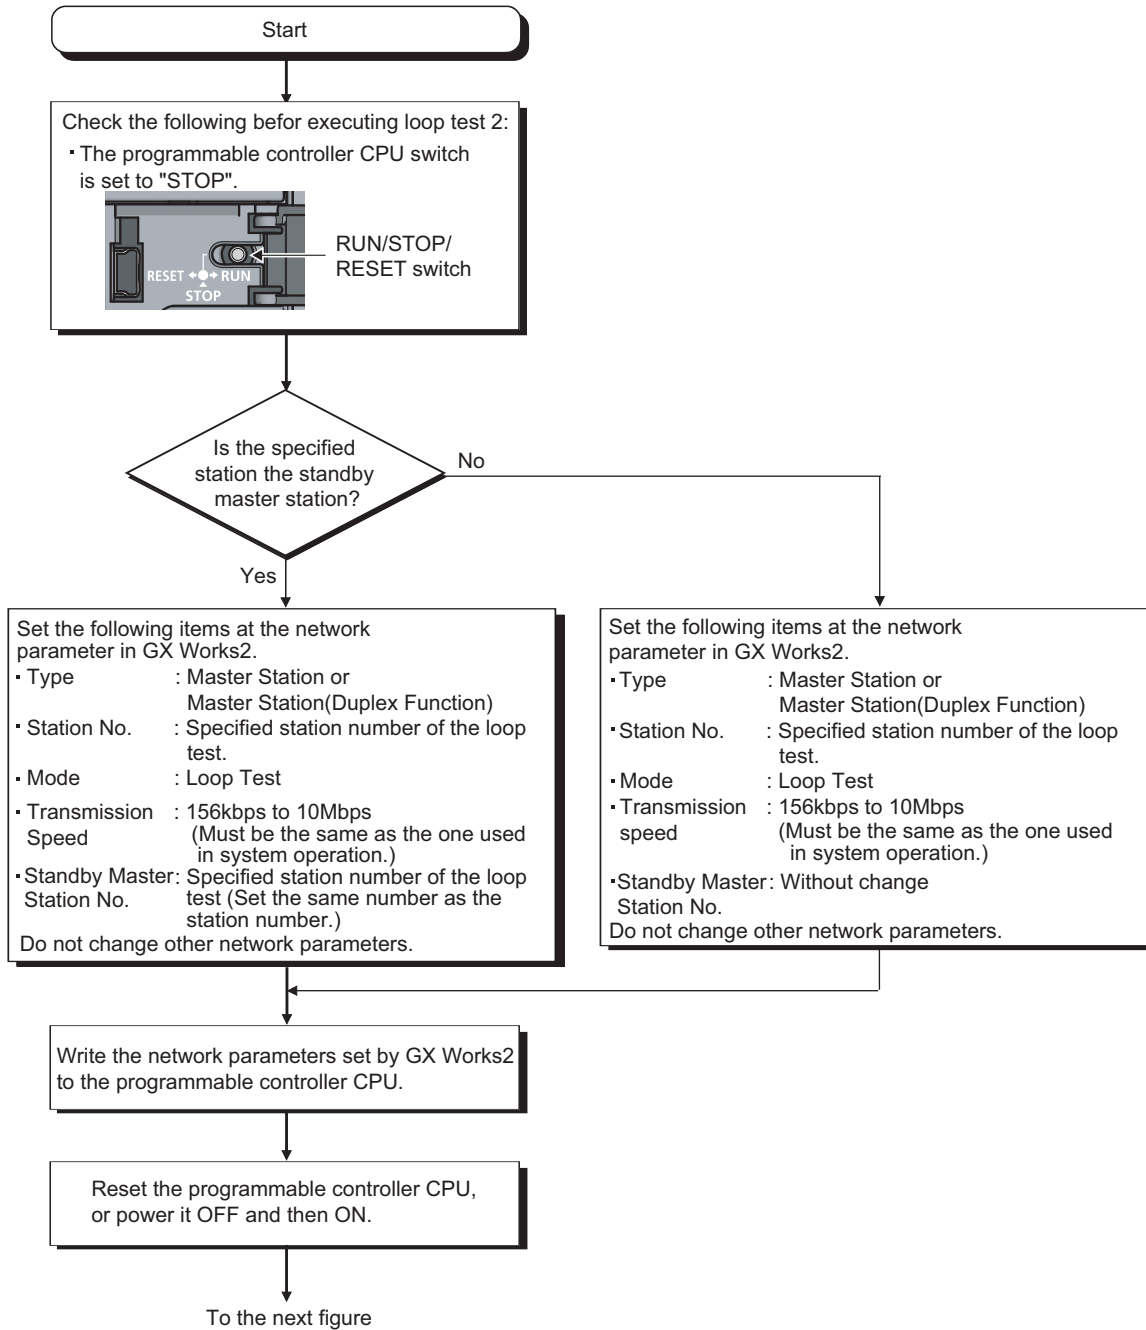 Start
Check the following befor executing loop test 2:
▪ The programmable controller CPU switch
is set to "STOP".
RUN/STOP/
RESET switch
RESET RUN
STOP
Is the specified
station the standby
master station?
No
Yes
Set the following items at the network
parameter in GX Works2.
▪ Type : Master Station or
Master Station(Duplex Function)
▪ Station No. : Specified station number of the loop
test.
▪ Mode : Loop Test
▪ Transmission : 156kbps to 10Mbps
Speed (Must be the same as the one used
in system operation.)
▪ Standby Master : Specified station number of the loop
Station No. test (Set the same number as the
station number.)
Do not change other network parameters.
Set the following items at the network
parameter in GX Works2.
▪ Type : Master Station or
Master Station(Duplex Function)
▪ Station No. : Specified station number of the loop
test.
▪ Mode : Loop Test
▪ Transmission : 156kbps to 10Mbps
speed (Must be the same as the one used
in system operation.)
▪ Standby Master : Without change
Station No.
Do not change other network parameters.
Write the network parameters set by GX Works2
to the programmable controller CPU.
Reset the programmable controller CPU,
or power it OFF and then ON.
To the next figure